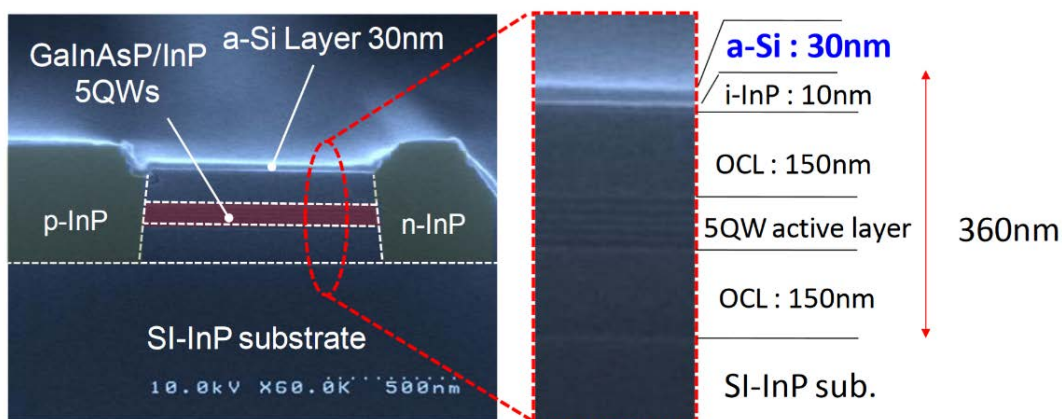 GaInAsP/InP
5QWs
a-Si Layer 30nm
p-InP
n-InP
SI-InP substrate
10.0kV X60.0K 500nm
a-Si : 30nm
i-InP : 10nm
OCL : 150nm
5QW active layer
360nm
OCL : 150nm
SI-InP sub.